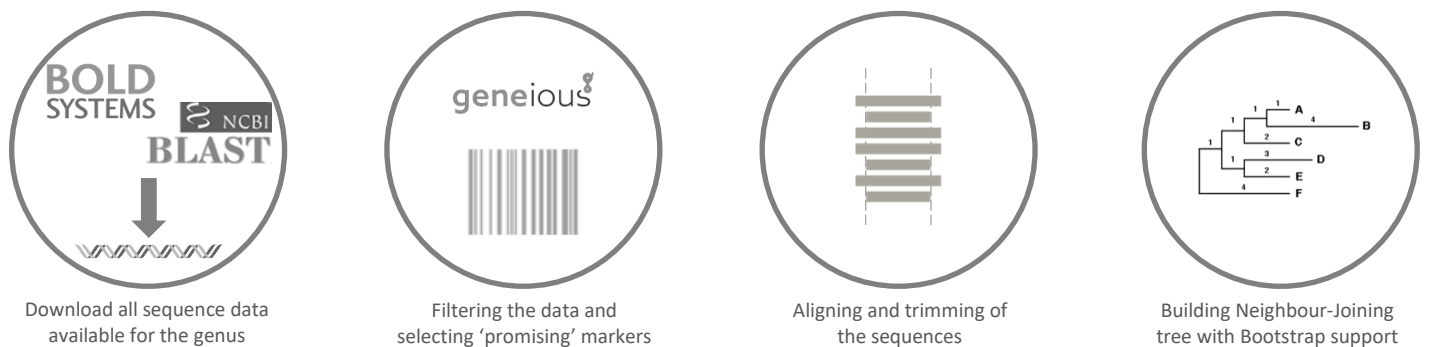 BOLD
SYSTEMS
NCBI
BLAST
Download all sequence data
available for the genus
geneious
Filtering the data and
selecting ‘promising’ markers
Aligning and trimming of
the sequences
1
A
1
4
B
1
2
C
1
3
D
1
2
E
4
F
Building Neighbour-Joining
tree with Bootstrap support